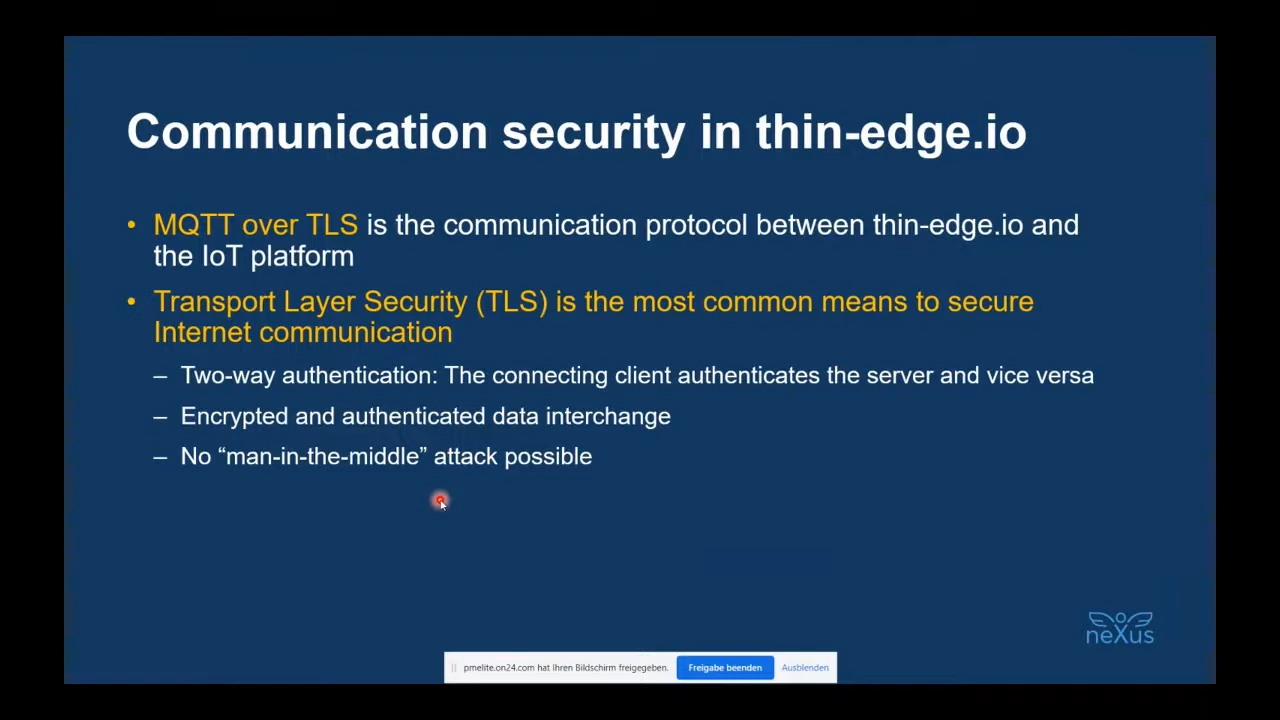 Communication security in thin-edge.io
• MQTT over TLS is the communication protocol between thin-edge.io and
the IoT platform
• Transport Layer Security (TLS) is the most common means to secure
Internet communication
– Two-way authentication: The connecting client authenticates the server and vice versa
– Encrypted and authenticated data interchange
– No “man-in-the-middle” attack possible
neXus
pmelite.on24.com hat Ihren Bildschirm freigegeben. Freigabe beenden Ausblenden